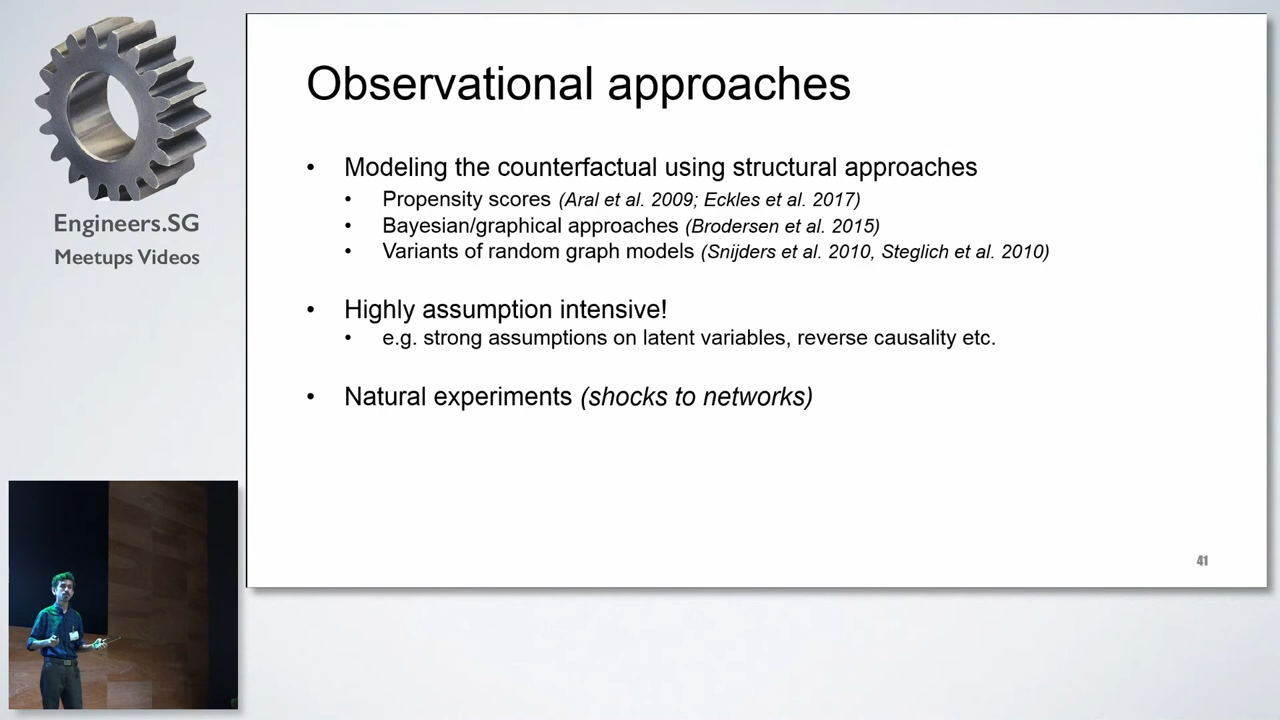 Engineers.SG
Meetups Videos
Observational approaches
• Modeling the counterfactual using structural approaches
• Propensity scores (Aral et al. 2009; Eckles et al. 2017)
• Bayesian/graphical approaches (Brodersen et al. 2015)
• Variants of random graph models (Snijders et al. 2010, Steglich et al. 2010)
• Highly assumption intensive!
• e.g. strong assumptions on latent variables, reverse causality etc.
• Natural experiments (shocks to networks)
41